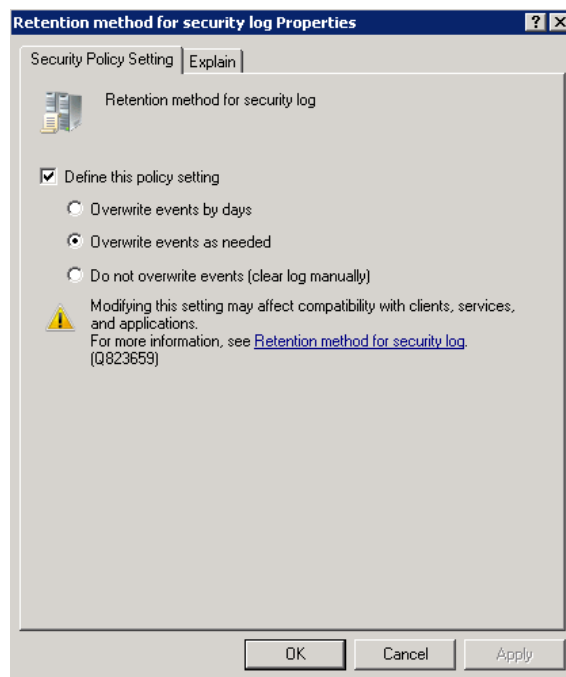 Retention method for security log Properties
Security Policy Setting
Explain
Retention method for security log
Define this policy setting
Overwrite events by days
Overwrite events as needed
Do not overwrite events (clear log manually)
Modifying this setting may affect compatibility with clients, services,
and applications.
For more information, see Retention method for security log.
(Q823659)
OK
Cancel
Apply